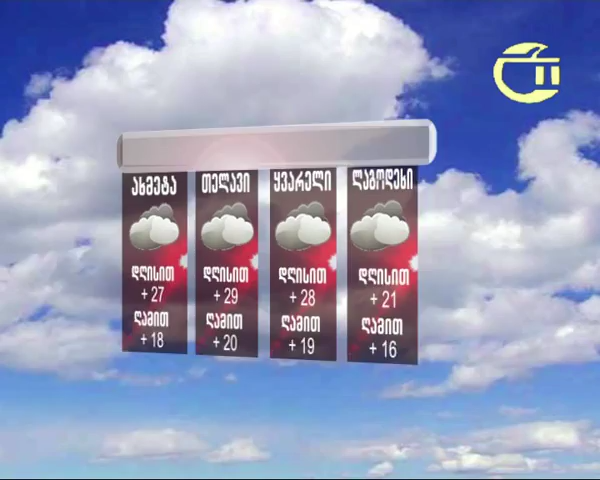 ახმეტა
დღისით
+ 27
ღამით
+ 18
თელავი
დღისით
+ 29
ღამით
+ 20
ყვარელი
დღისით
+ 28
ღამით
+ 19
ლაგოდეხი
დღისით
+ 21
ღამით
+ 16